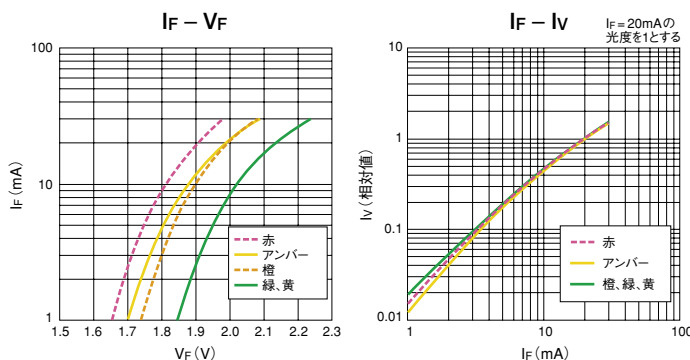 IF – VF
100
10
1
IF (mA)
1.5 1.6 1.7 1.8 1.9 2.0 2.1 2.2 2.3
VF (V)
赤
アンバー
橙
緑、黄
IF – IV
IF=20mAの
光度を1とする
10
1
0.1
0.01
IV (相対値)
1 10 100
IF (mA)
赤
アンバー
橙、緑、黄